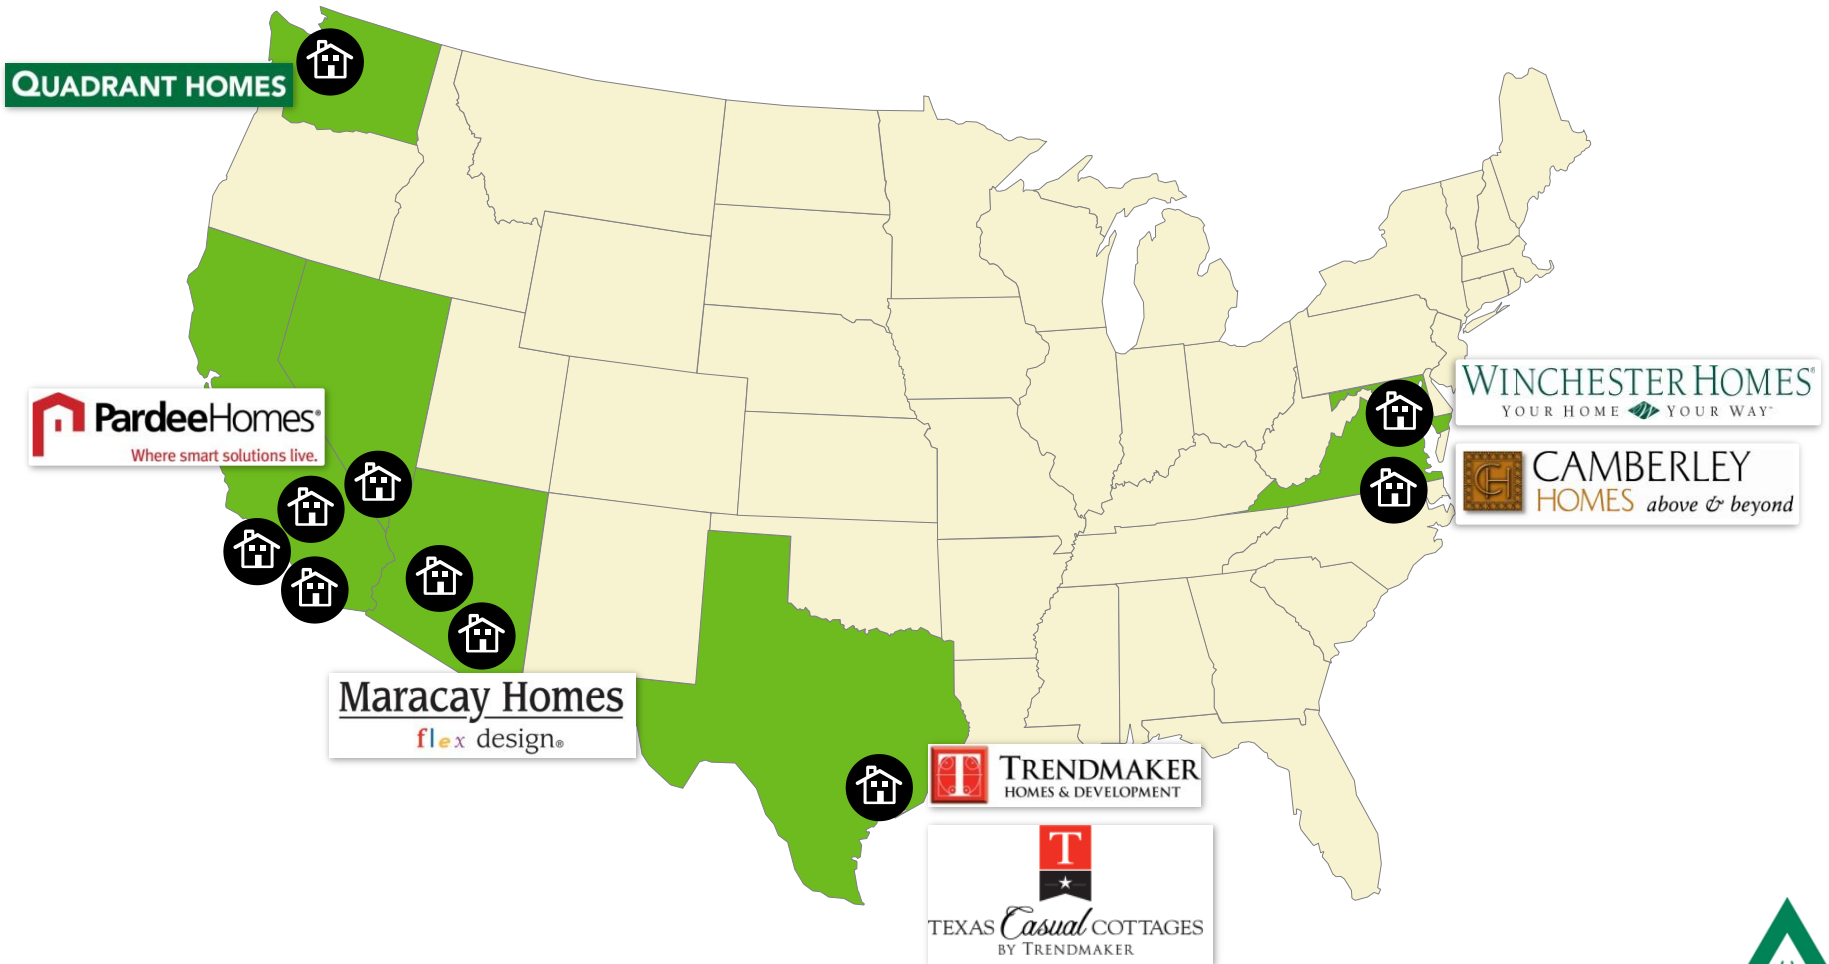 QUADRANT HOMES
PardeeHomes®
Where smart solutions live.
Maracay Homes
flex design®
T
TRENDMAKER
HOMES & DEVELOPMENT
T
TEXAS Casual COTTAGES
BY TRENDMAKER
WINCHESTER HOMES®
YOUR HOME YOUR WAY™
CH
CAMBERLEY
HOMES above & beyond